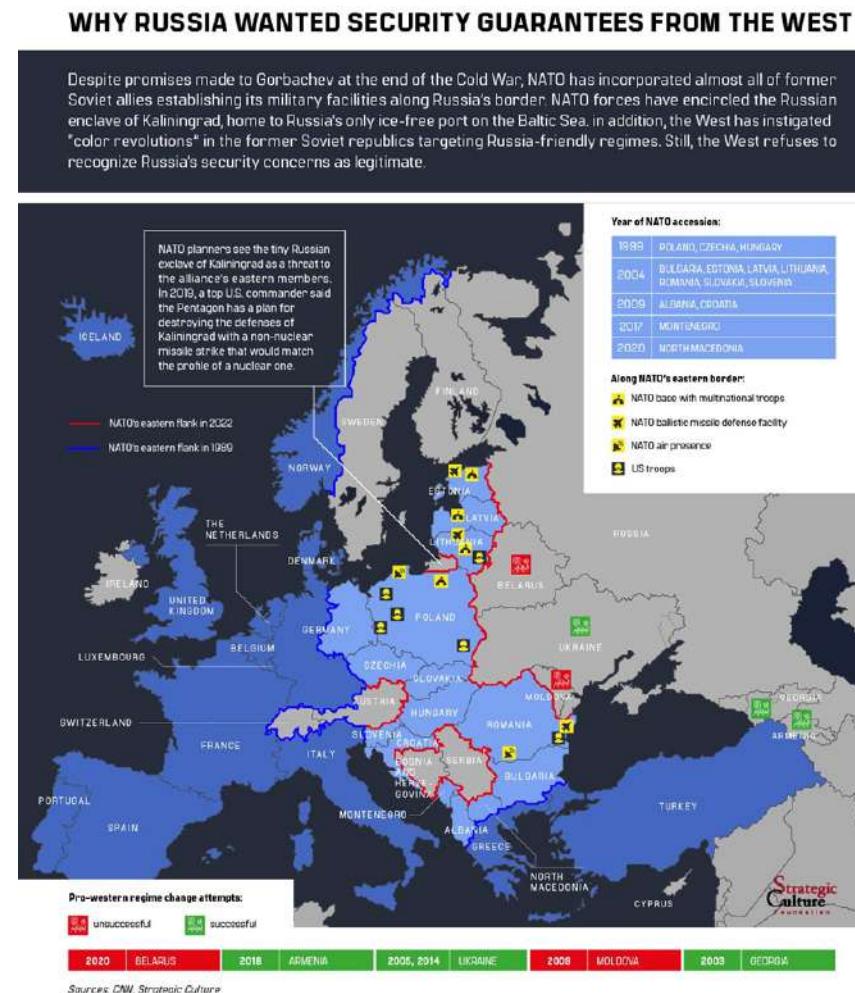 WHY RUSSIA WANTED SECURITY GUARANTEES FROM THE WEST
Despite promises made to Gorbachev at the end of the Cold War, NATO has incorporated almost all of former
Soviet allies establishing its military facilities along Russia's border. NATO forces have encircled the Russian
enclave of Kaliningrad, home to Russia's only ice-free port on the Baltic Sea. in addition, the West has instigated
"color revolutions" in the former Soviet republics targeting Russia-friendly regimes. Still, the West refuses to
recognize Russia's security concerns as legitimate.
NATO planners see the tiny Russian
exclave of Kaliningrad as a threat to
the alliance's eastern members.
In 2019, a top U.S. commander said
the Pentagon has a plan for
destroying the defenses of
Kaliningrad with a non-nuclear
missile strike that would match
the profile of a nuclear one.
Year of NATO accession:
1999 POLAND, CZECHIA, HUNGARY
2004 BULGARIA, ESTONIA, LATVIA, LITHUANIA,
ROMANIA, SLOVAKIA, SLOVENIA
2009 ALBANIA, CROATIA
2017 MONTENEGRO
2020 NORTH MACEDONIA
Along NATO's eastern border:
NATO base with multinational troops
NATO ballistic missile defense facility
NATO air presence
US troops
NATO's eastern flank in 2022
NATO's eastern flank in 1989
ICELAND
SWEDEN
FINLAND
NORWAY
ESTONIA
LATVIA
LITHUANIA
RUSSIA
THE
NETHERLANDS
DENMARK
IRELAND
UNITED
KINGDOM
BELARUS
GERMANY
POLAND
UKRAINE
BELGIUM
LUXEMBOURG
CZECHIA
SLOVAKIA
MOLDOVA
AUSTRIA
HUNGARY
ROMANIA
GEORGIA
ARMENIA
SWITZERLAND
SLOVENIA
CROATIA
FRANCE
ITALY
BOSNIA
AND
HERZE-
GOVINA
SERBIA
BULGARIA
PORTUGAL
SPAIN
MONTENEGRO
ALBANIA
GREECE
TURKEY
NORTH
MACEDONIA
CYPRUS
Strategic
Culture
Foundation
Pro-western regime change attempts:
unsuccessful
successful
2020 BELARUS 2018 ARMENIA 2005, 2014 UKRAINE 2009 MOLDOVA 2003 GEORGIA
Sources: CNN, Strategic Culture